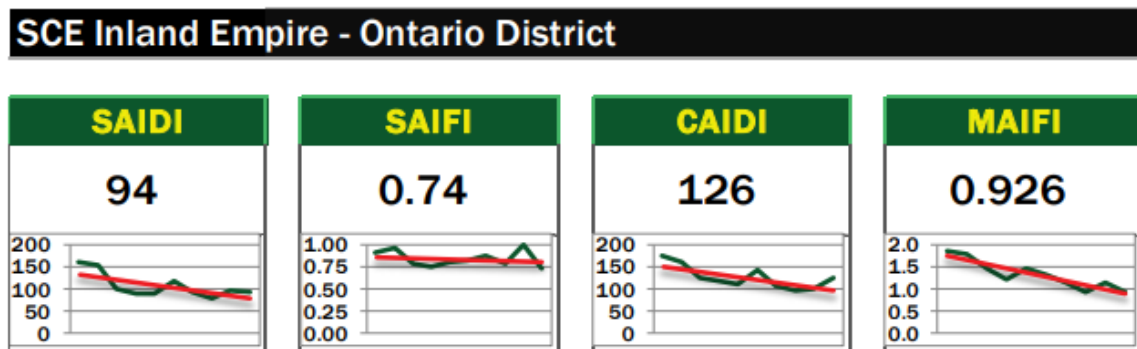 SCE Inland Empire - Ontario District
SAIDI SAIFI CAIDI MAIFI
94 0.74 126 0.926
200 1.00 200 2.0
150 0.75 150 1.5
100 0.50 100 1.0
50 0.25 50 0.5
0 0.00 0 0.0